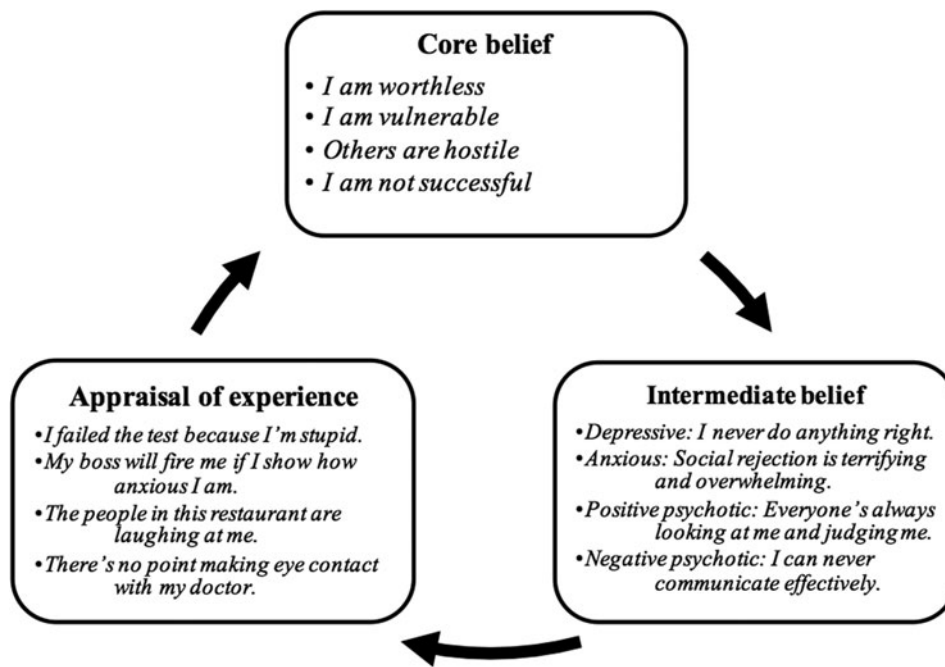 Core belief
• I am worthless
• I am vulnerable
• Others are hostile
• I am not successful
Appraisal of experience
•I failed the test because I'm stupid.
•My boss will fire me if I show how
anxious I am.
•The people in this restaurant are
laughing at me.
•There's no point making eye contact
with my doctor.
Intermediate belief
•Depressive: I never do anything right.
•Anxious: Social rejection is terrifying
and overwhelming.
•Positive psychotic: Everyone's always
looking at me and judging me.
•Negative psychotic: I can never
communicate effectively.